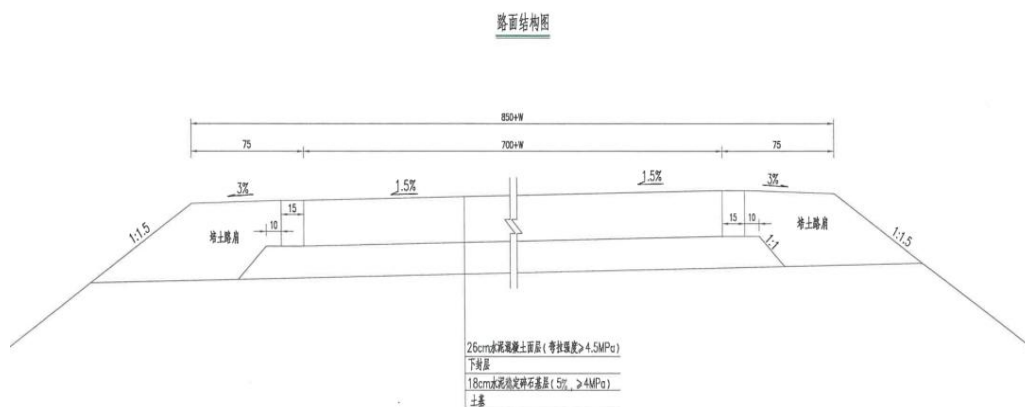 路面结构图
850+W
75
700+W
75
3%
1.5%
1.5%
3%
15
10
15
10
1:1.5
培土路肩
1:1
培土路肩
1:1.5
26cm水泥混凝土面层(弯拉强度≥4.5MPa)
下封层
18cm水泥稳定碎石基层(5%,≥4MPa)
土基